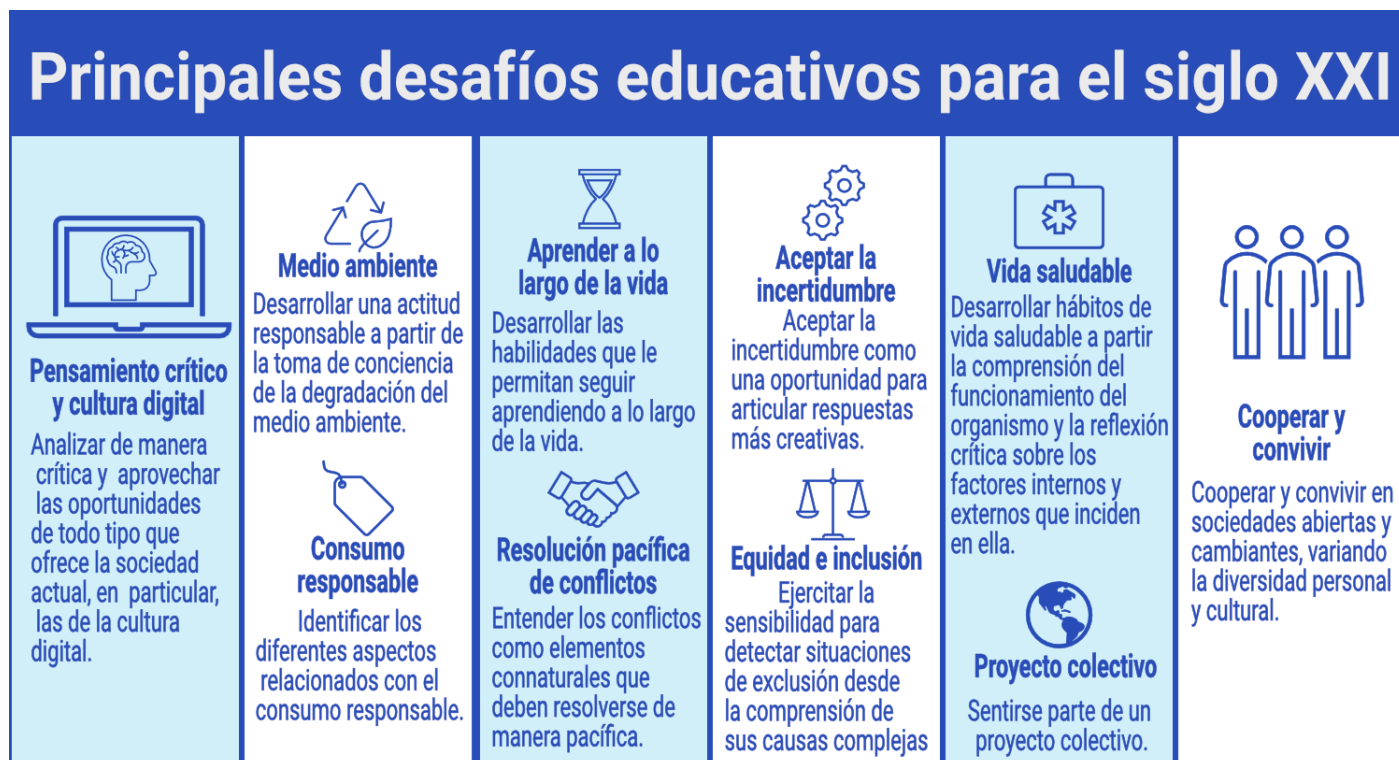 Principales desafíos educativos para el siglo XXI
Pensamiento crítico
y cultura digital
Analizar de manera
crítica y aprovechar
las oportunidades
de todo tipo que
ofrece la sociedad
actual, en particular,
las de la cultura
digital.
Medio ambiente
Desarrollar una actitud
responsable a partir de
la toma de conciencia
de la degradación del
medio ambiente.
Consumo
responsable
Identificar los
diferentes aspectos
relacionados con el
consumo responsable.
Aprender a lo
largo de la vida
Desarrollar las
habilidades que le
permitan seguir
aprendiendo a lo largo
de la vida.
Resolución pacífica
de conflictos
Entender los conflictos
como elementos
connaturales que
deben resolverse de
manera pacífica.
Aceptar la
incertidumbre
Aceptar la
incertidumbre como
una oportunidad para
articular respuestas
más creativas.
Equidad e inclusión
Ejercitar la
sensibilidad para
detectar situaciones
de exclusión desde
la comprensión de
sus causas complejas
Vida saludable
Desarrollar hábitos de
vida saludable a partir
la comprensión del
funcionamiento del
organismo y la reflexión
crítica sobre los
factores internos y
externos que inciden
en ella.
Proyecto colectivo
Sentirse parte de un
proyecto colectivo.
Cooperar y
convivir
Cooperar y convivir en
sociedades abiertas y
cambiantes, variando
la diversidad personal
y cultural.